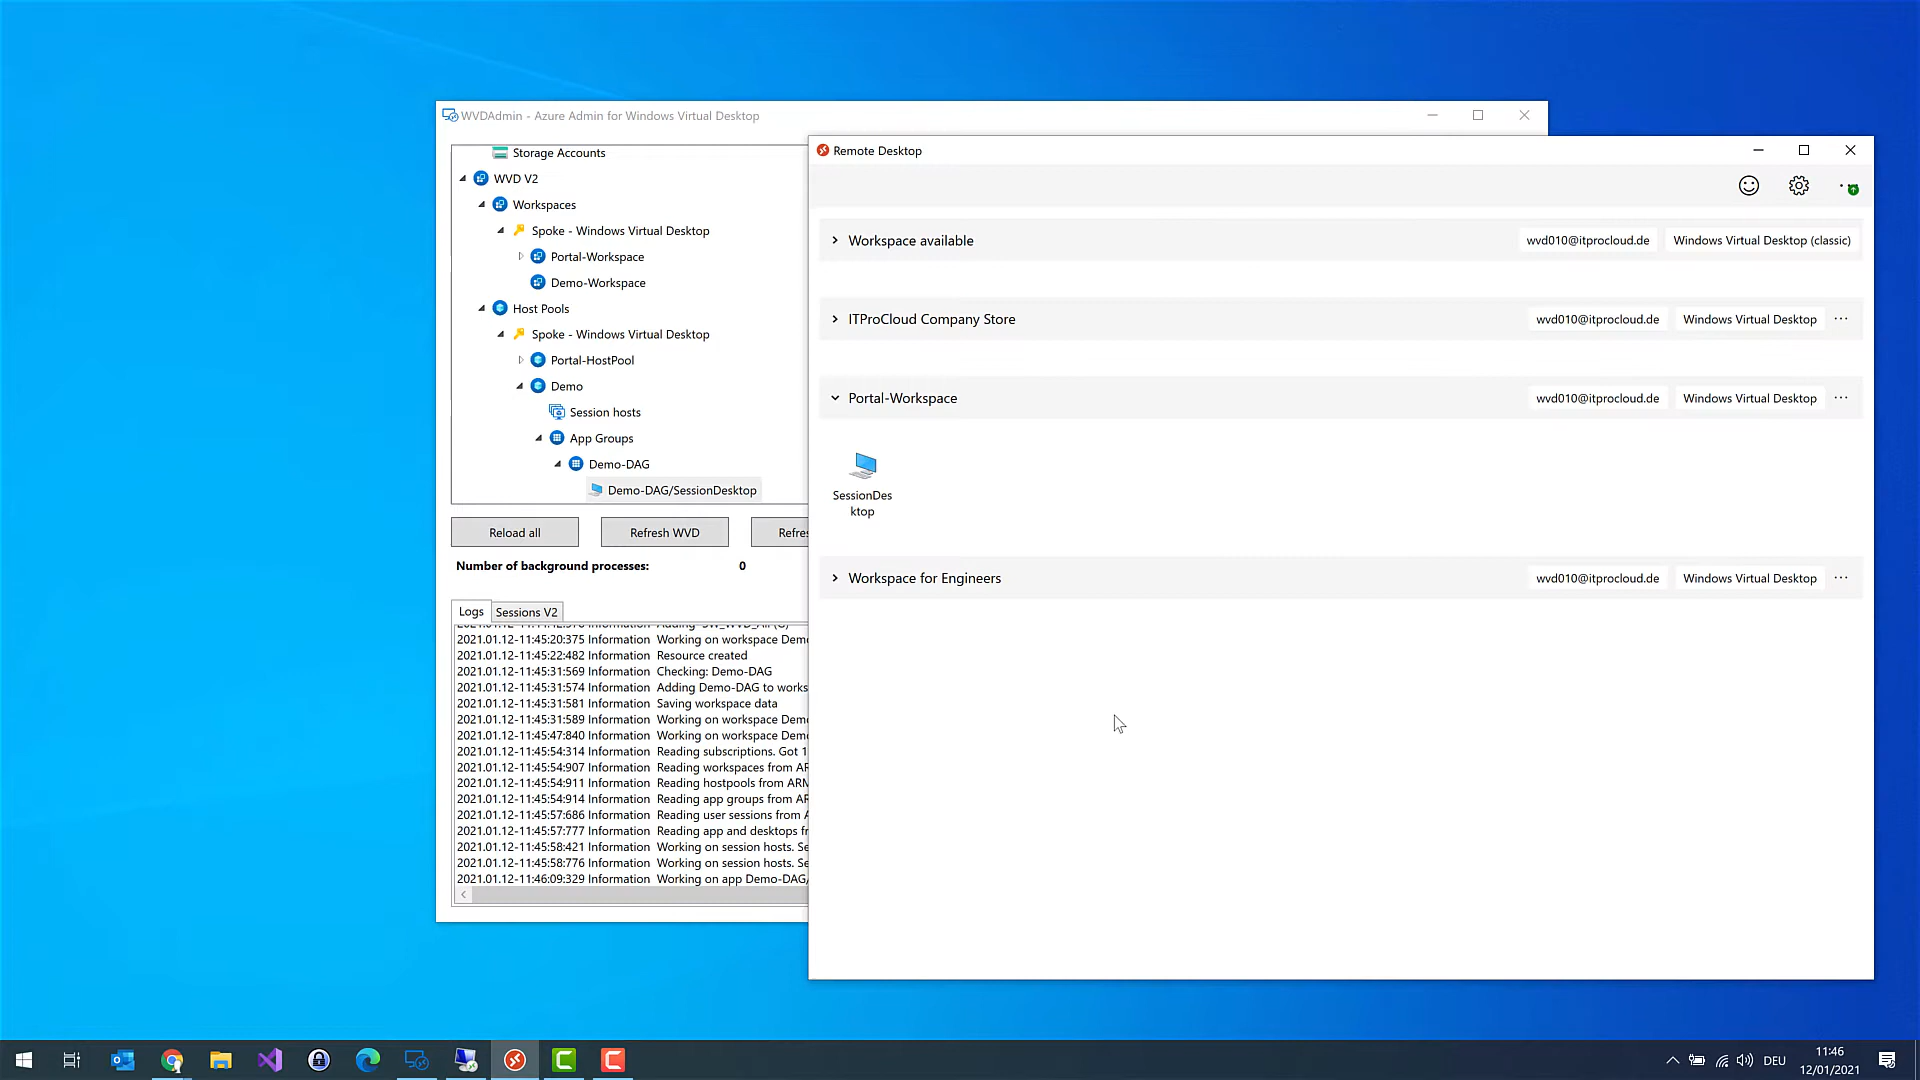 WVDAdmin - Azure Admin for Windows Virtual Desktop
Storage Accounts
WVD V2
Workspaces
Spoke - Windows Virtual Desktop
Portal-Workspace
Demo-Workspace
Host Pools
Spoke - Windows Virtual Desktop
Portal-HostPool
Demo
Session hosts
App Groups
Demo-DAG
Demo-DAG/SessionDesktop
Reload all
Refresh WVD
Refres
Number of background processes: 0
Logs
Sessions V2
2021.01.12-11:45:20:375 Information Working on workspace Demo
2021.01.12-11:45:22:482 Information Resource created
2021.01.12-11:45:31:569 Information Checking: Demo-DAG
2021.01.12-11:45:31:574 Information Adding Demo-DAG to works
2021.01.12-11:45:31:581 Information Saving workspace data
2021.01.12-11:45:31:589 Information Working on workspace Demo
2021.01.12-11:45:47:840 Information Working on workspace Demo
2021.01.12-11:45:54:314 Information Reading subscriptions. Got 1
2021.01.12-11:45:54:907 Information Reading workspaces from AR
2021.01.12-11:45:54:911 Information Reading hostpools from ARM
2021.01.12-11:45:54:914 Information Reading app groups from AR
2021.01.12-11:45:57:686 Information Reading user sessions from A
2021.01.12-11:45:57:777 Information Reading app and desktops fr
2021.01.12-11:45:58:421 Information Working on session hosts. Se
2021.01.12-11:45:58:776 Information Working on session hosts. Se
2021.01.12-11:46:09:329 Information Working on app Demo-DAG/
Remote Desktop
Workspace available wvd010@itprocloud.de Windows Virtual Desktop (classic)
ITProCloud Company Store wvd010@itprocloud.de Windows Virtual Desktop ...
Portal-Workspace wvd010@itprocloud.de Windows Virtual Desktop ...
SessionDes
ktop
Workspace for Engineers wvd010@itprocloud.de Windows Virtual Desktop ...
DEU
11:46
12/01/2021